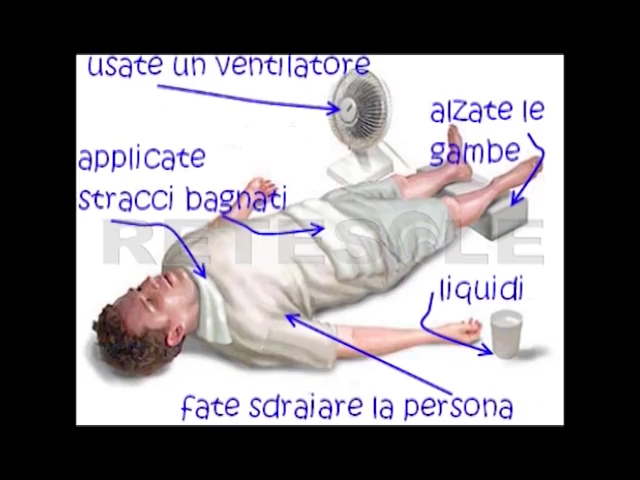 usate un ventilatore
alzate le
gambe
applicate
stracci bagnati
RETESOLE
liquidi
fate sdraiare la persona